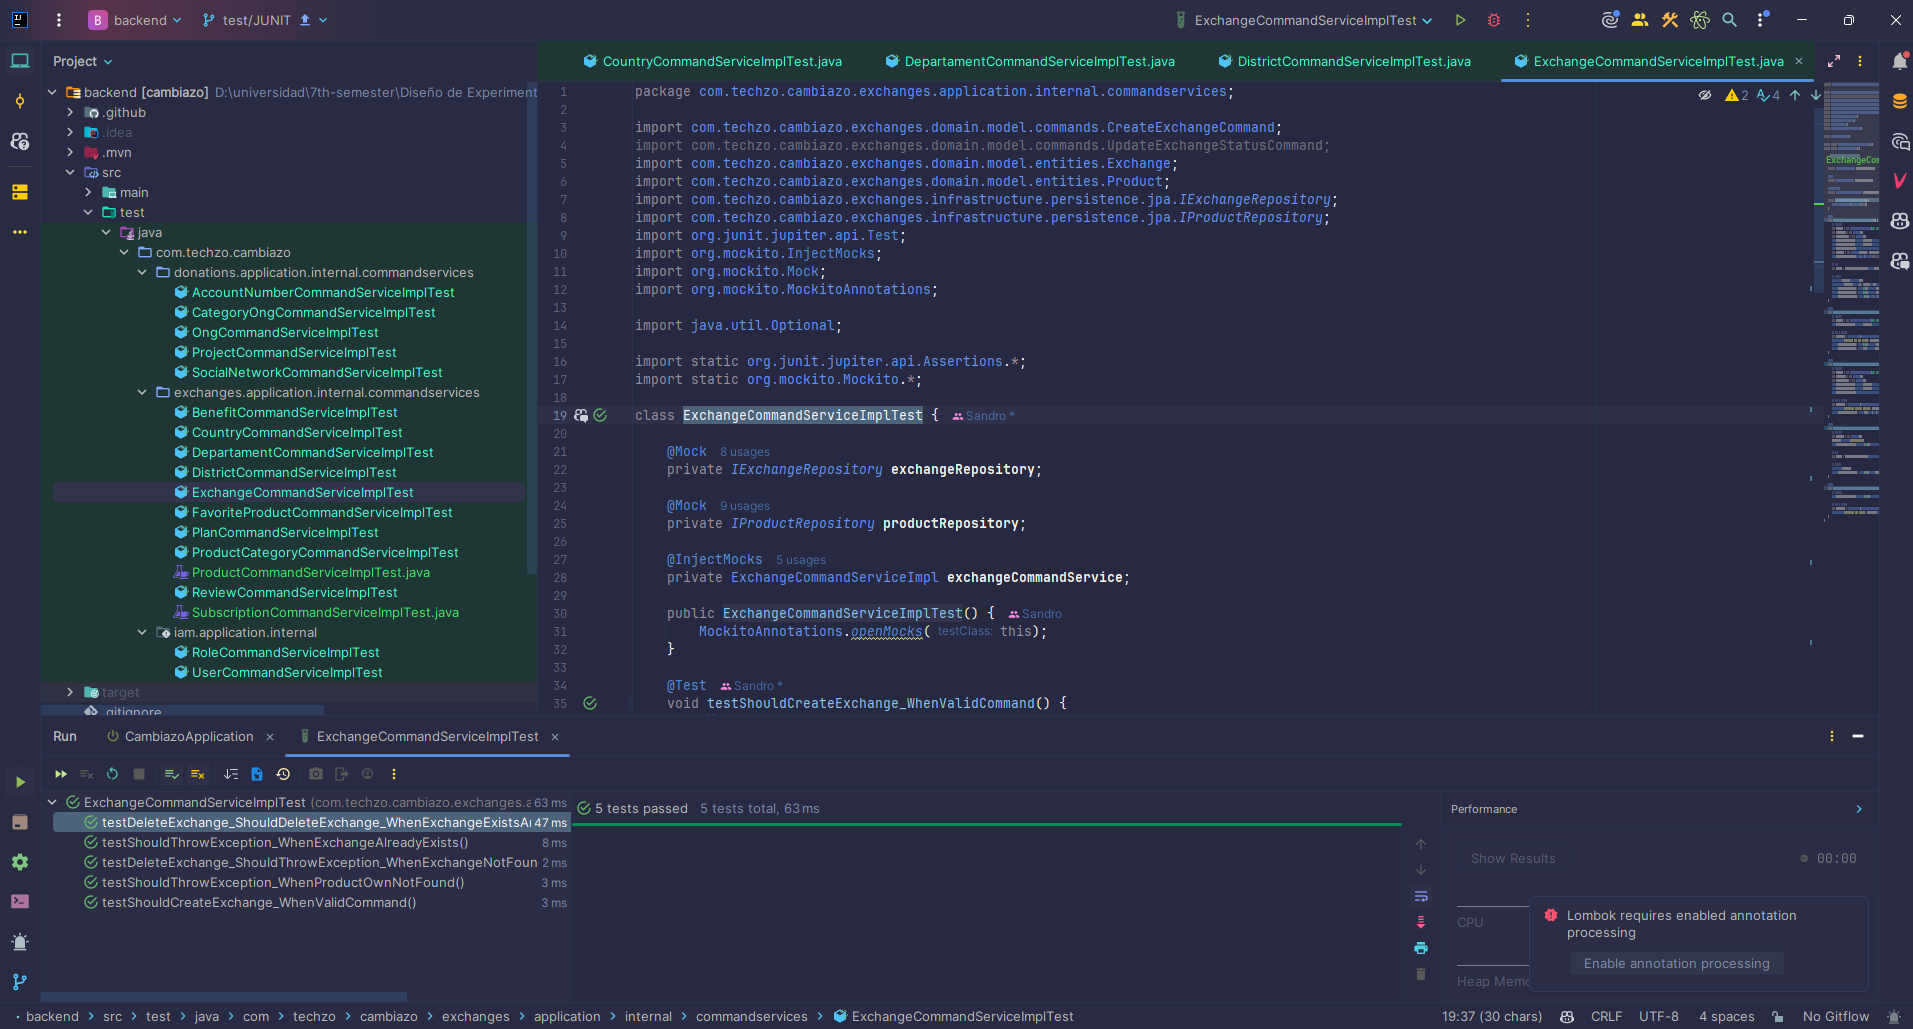 B backend test/JUNIT ExchangeCommandServiceImplTest
Project
CountryCommandServiceImplTest.java DepartamentCommandServiceImplTest.java DistrictCommandServiceImplTest.java ExchangeCommandServiceImplTest.java
backend [cambiazo] D:\universidad\7th-semester\Diseño de Experiment
.github
.idea
.mvn
src
main
test
java
com.techzo.cambiazo
donations.application.internal.commandservices
AccountNumberCommandServiceImplTest
CategoryOngCommandServiceImplTest
OngCommandServiceImplTest
ProjectCommandServiceImplTest
SocialNetworkCommandServiceImplTest
exchanges.application.internal.commandservices
BenefitCommandServiceImplTest
CountryCommandServiceImplTest
DepartamentCommandServiceImplTest
DistrictCommandServiceImplTest
ExchangeCommandServiceImplTest
FavoriteProductCommandServiceImplTest
PlanCommandServiceImplTest
ProductCategoryCommandServiceImplTest
ProductCommandServiceImplTest.java
ReviewCommandServiceImplTest
SubscriptionCommandServiceImplTest.java
iam.application.internal
RoleCommandServiceImplTest
UserCommandServiceImplTest
target
.gitignore
2 4
1 package com.techzo.cambiazo.exchanges.application.internal.commandservices;
2
3 import com.techzo.cambiazo.exchanges.domain.model.commands.CreateExchangeCommand;
4 import com.techzo.cambiazo.exchanges.domain.model.commands.UpdateExchangeStatusCommand;
5 import com.techzo.cambiazo.exchanges.domain.model.entities.Exchange;
6 import com.techzo.cambiazo.exchanges.domain.model.entities.Product;
7 import com.techzo.cambiazo.exchanges.infrastructure.persistence.jpa.IExchangeRepository;
8 import com.techzo.cambiazo.exchanges.infrastructure.persistence.jpa.IProductRepository;
9 import org.junit.jupiter.api.Test;
10 import org.mockito.InjectMocks;
11 import org.mockito.Mock;
12 import org.mockito.MockitoAnnotations;
13
14 import java.util.Optional;
15
16 import static org.junit.jupiter.api.Assertions.*;
17 import static org.mockito.Mockito.*;
18
19 class ExchangeCommandServiceImplTest { Sandro *
20
21 @Mock 8 usages
22 private IExchangeRepository exchangeRepository;
23
24 @Mock 9 usages
25 private IProductRepository productRepository;
26
27 @InjectMocks 5 usages
28 private ExchangeCommandServiceImpl exchangeCommandService;
29
30 public ExchangeCommandServiceImplTest() { Sandro
31 MockitoAnnotations.openMocks( testClass: this);
32 }
33
34 @Test Sandro *
35 void testShouldCreateExchange_WhenValidCommand() {
ExchangeCom
Run CambiazoApplication ExchangeCommandServiceImplTest
ExchangeCommandServiceImplTest (com.techzo.cambiazo.exchanges.a 63 ms
testDeleteExchange_ShouldDeleteExchange_WhenExchangeExistsAn 47 ms
testShouldThrowException_WhenExchangeAlreadyExists() 8 ms
testDeleteExchange_ShouldThrowException_WhenExchangeNotFoun 2 ms
testShouldThrowException_WhenProductOwnNotFound() 3 ms
testShouldCreateExchange_WhenValidCommand() 3 ms
5 tests passed 5 tests total, 63 ms
Performance
Show Results 00:00
CPU
Heap Memo
Lombok requires enabled annotation
processing
Enable annotation processing
backend src test java com techzo cambiazo exchanges application internal commandservices ExchangeCommandServiceImplTest
19:37 (30 chars) CRLF UTF-8 4 spaces No Gitflow